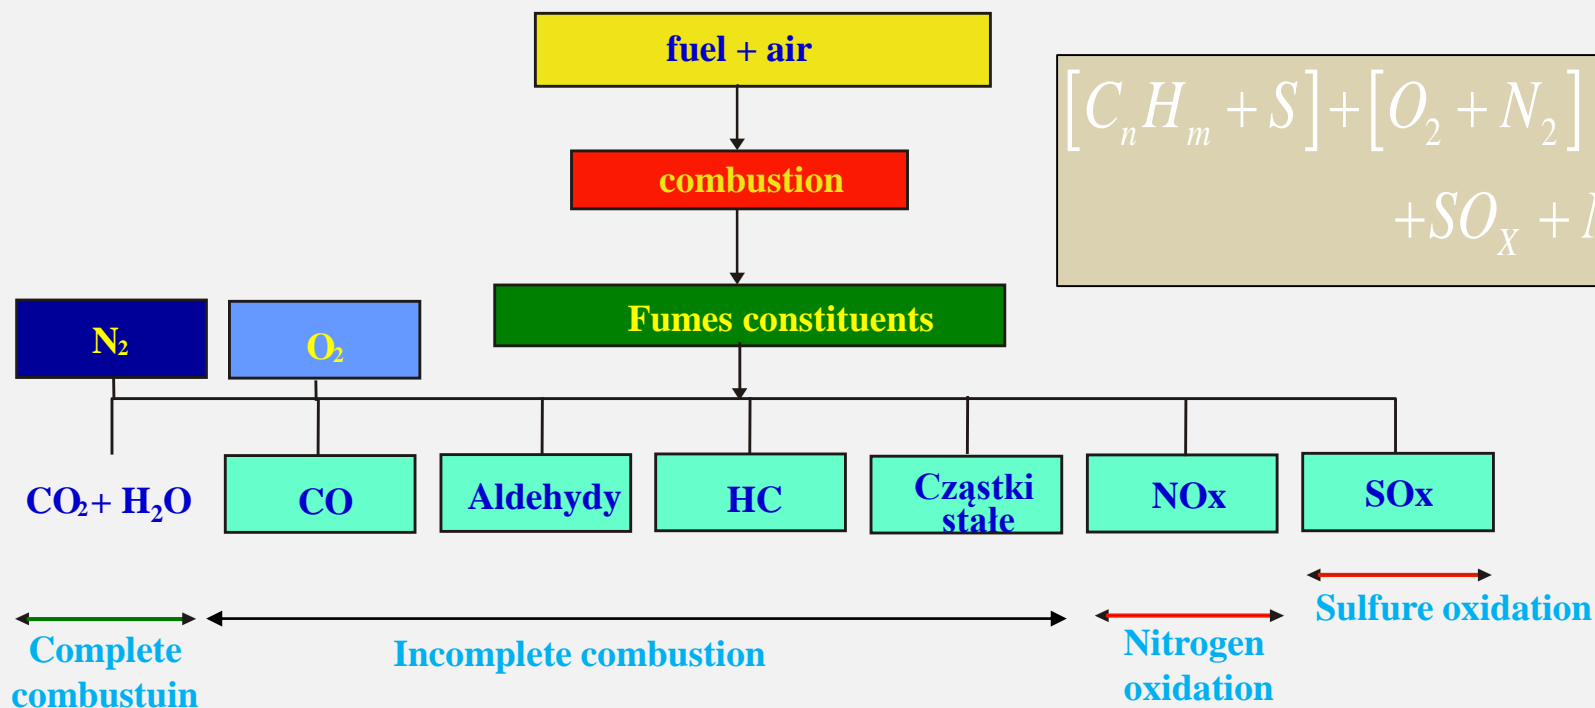 fuel + air
[CnHm + S] + [O2 + N2]
combustion
+SOX +
Fumes constituents
N₂
O₂
CO₂ + H₂O
CO
Aldehydy
HC
Cząstki
stałe
NOx
SOx
Complete
combustuin
Incomplete combustion
Nitrogen
oxidation
Sulfure oxidation